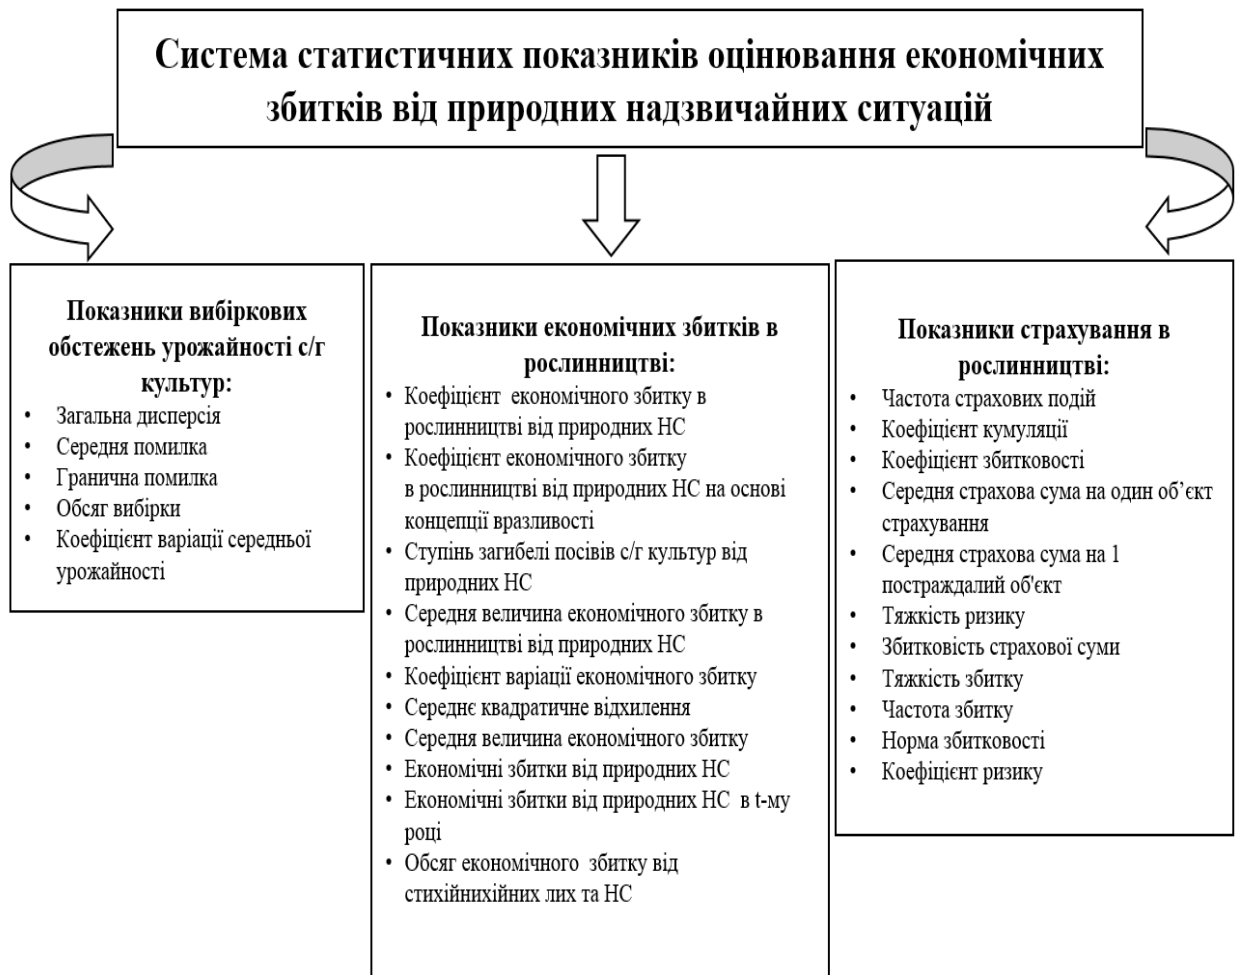 Система статистичних показників оцінювання економічних
збитків від природних надзвичайних ситуацій
Показники вибіркових
обстежень урожайності с/г
культур:
• Загальна дисперсія
• Середня помилка
• Гранична помилка
• Обсяг вибірки
• Коефіцієнт варіації середньої
урожайності
Показники економічних збитків в
рослинництві:
• Коефіцієнт економічного збитку в
рослинництві від природних НС
• Коефіцієнт економічного збитку
в рослинництві від природних НС на основі
концепції вразливості
• Ступінь загибелі посівів с/г культур від
природних НС
• Середня величина економічного збитку в
рослинництві від природних НС
• Коефіцієнт варіації економічного збитку
• Середнє квадратичне відхилення
• Середня величина економічного збитку
• Економічні збитки від природних НС
• Економічні збитки від природних НС в t-му
році
• Обсяг економічного збитку від
стихійнихійних лих та НС
Показники страхування в
рослинництві:
• Частота страхових подій
• Коефіцієнт кумуляції
• Коефіцієнт збитковості
• Середня страхова сума на один об’єкт
страхування
• Середня страхова сума на 1
постраждалий об'єкт
• Тяжкість ризику
• Збитковість страхової суми
• Тяжкість збитку
• Частота збитку
• Норма збитковості
• Коефіцієнт ризику